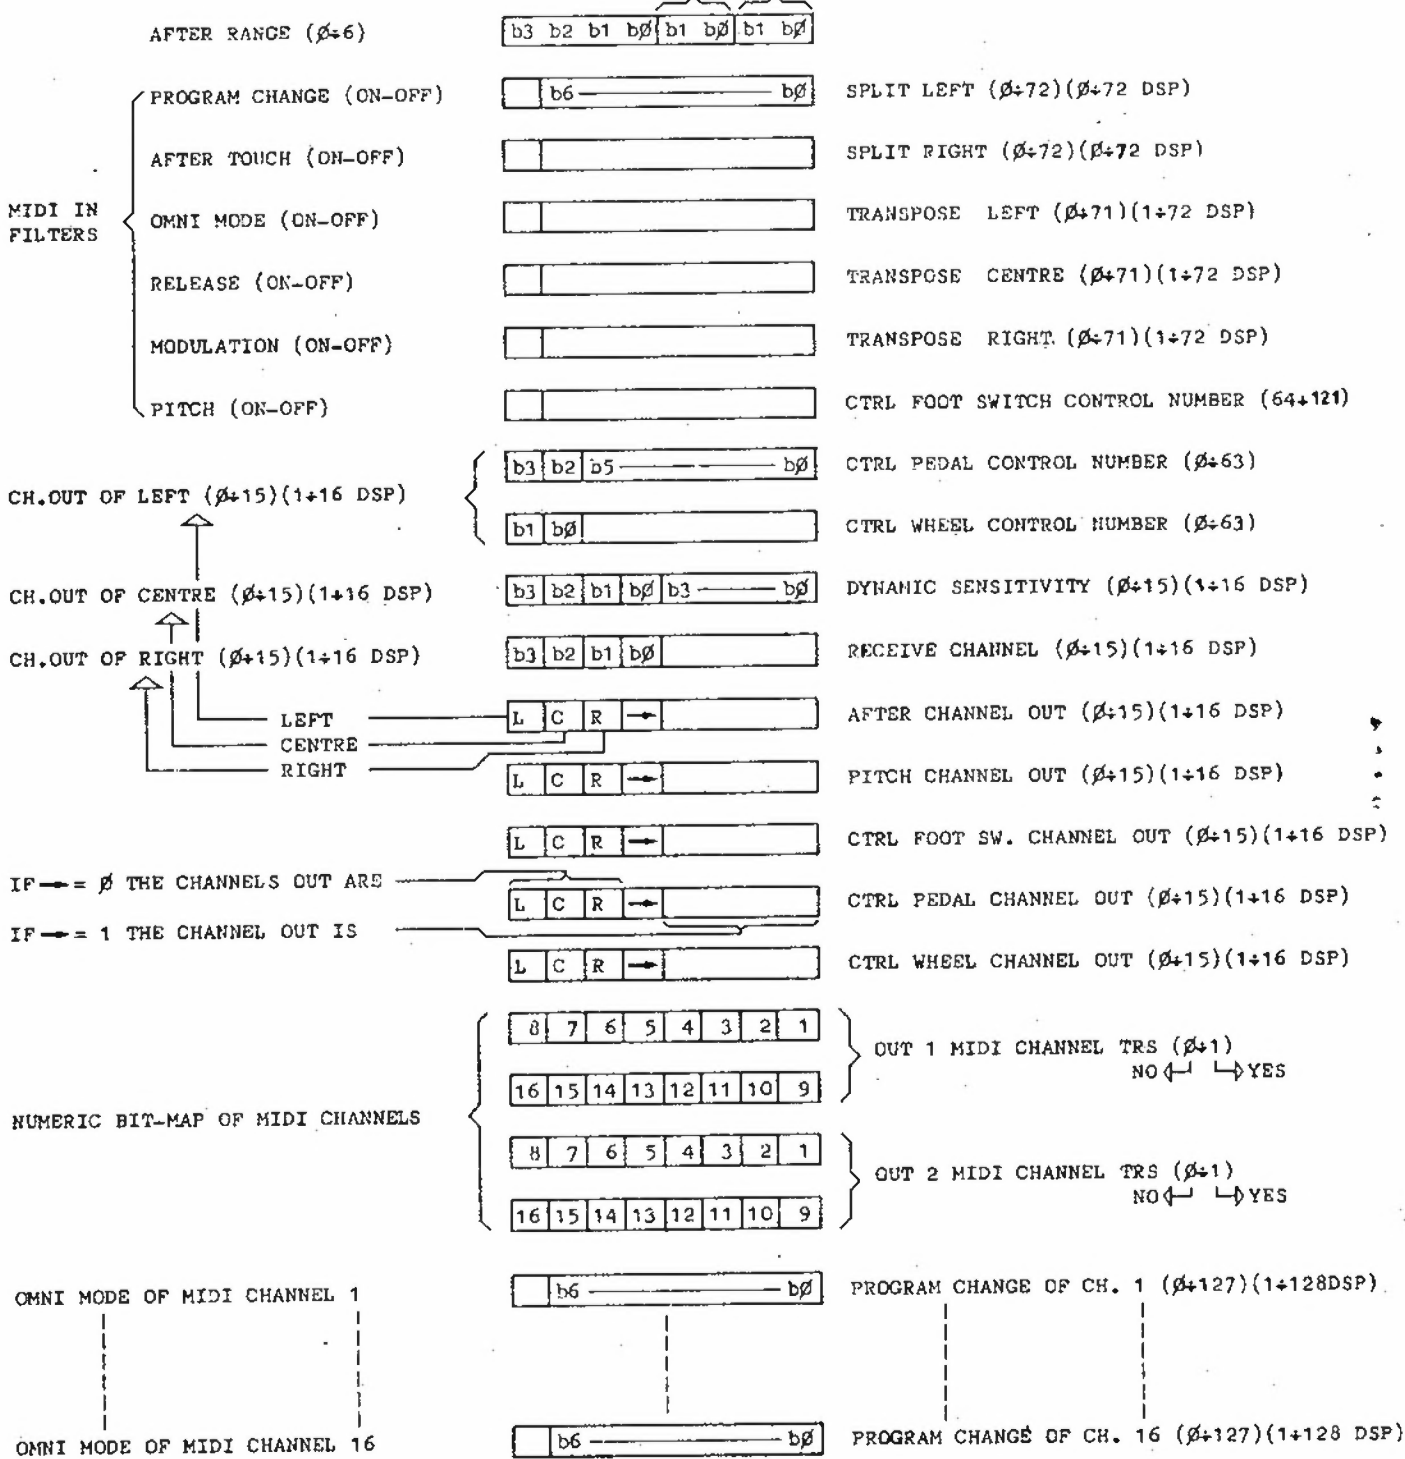 AFTER RANGE (Ø÷6) b3 b2 b1 bØ b1 bØ b1 bØ
PROGRAM CHANGE (ON-OFF) b6 bØ SPLIT LEFT (Ø÷72)(Ø÷72 DSP)
AFTER TOUCH (ON-OFF) SPLIT RIGHT (Ø÷72)(Ø÷72 DSP)
MIDI IN
FILTERS
OMNI MODE (ON-OFF) TRANSPOSE LEFT (Ø÷71)(1÷72 DSP)
RELEASE (ON-OFF) TRANSPOSE CENTRE (Ø÷71)(1÷72 DSP)
MODULATION (ON-OFF) TRANSPOSE RIGHT (Ø÷71)(1÷72 DSP)
PITCH (ON-OFF) CTRL FOOT SWITCH CONTROL NUMBER (64÷121)
b3 b2 b5 bØ CTRL PEDAL CONTROL NUMBER (Ø÷63)
CH.OUT OF LEFT (Ø÷15)(1÷16 DSP)
b1 bØ CTRL WHEEL CONTROL NUMBER (Ø÷63)
CH.OUT OF CENTRE (Ø÷15)(1÷16 DSP) b3 b2 b1 bØ b3 bØ DYNAMIC SENSITIVITY (Ø÷15)(1÷16 DSP)
CH.OUT OF RIGHT (Ø÷15)(1÷16 DSP) b3 b2 b1 bØ RECEIVE CHANNEL (Ø÷15)(1÷16 DSP)
LEFT L C R → AFTER CHANNEL OUT (Ø÷15)(1÷16 DSP)
CENTRE
RIGHT L C R → PITCH CHANNEL OUT (Ø÷15)(1÷16 DSP)
L C R → CTRL FOOT SW. CHANNEL OUT (Ø÷15)(1÷16 DSP)
IF → = Ø THE CHANNELS OUT ARE
L C R → CTRL PEDAL CHANNEL OUT (Ø÷15)(1÷16 DSP)
IF → = 1 THE CHANNEL OUT IS
L C R → CTRL WHEEL CHANNEL OUT (Ø÷15)(1÷16 DSP)
8 7 6 5 4 3 2 1
OUT 1 MIDI CHANNEL TRS (Ø÷1)
NO YES
16 15 14 13 12 11 10 9
NUMERIC BIT-MAP OF MIDI CHANNELS
8 7 6 5 4 3 2 1
OUT 2 MIDI CHANNEL TRS (Ø÷1)
NO YES
16 15 14 13 12 11 10 9
OMNI MODE OF MIDI CHANNEL 1 b6 bØ PROGRAM CHANGE OF CH. 1 (Ø÷127)(1÷128DSP)
OMNI MODE OF MIDI CHANNEL 16 b6 bØ PROGRAM CHANGE OF CH. 16 (Ø÷127)(1÷128 DSP)